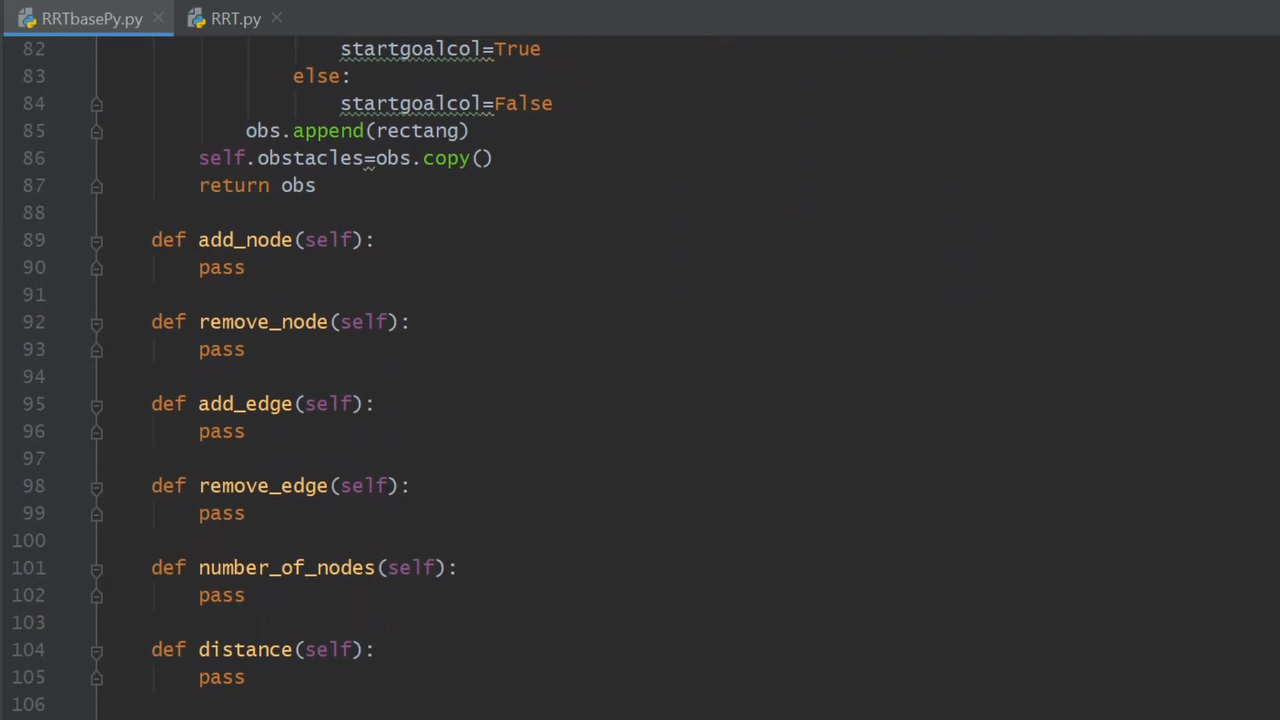 RRTbasePy.py RRT.py
82 startgoalcol=True
83 else:
84 startgoalcol=False
85 obs.append(rectang)
86 self.obstacles=obs.copy()
87 return obs
88
89 def add_node(self):
90 pass
91
92 def remove_node(self):
93 pass
94
95 def add_edge(self):
96 pass
97
98 def remove_edge(self):
99 pass
100
101 def number_of_nodes(self):
102 pass
103
104 def distance(self):
105 pass
106